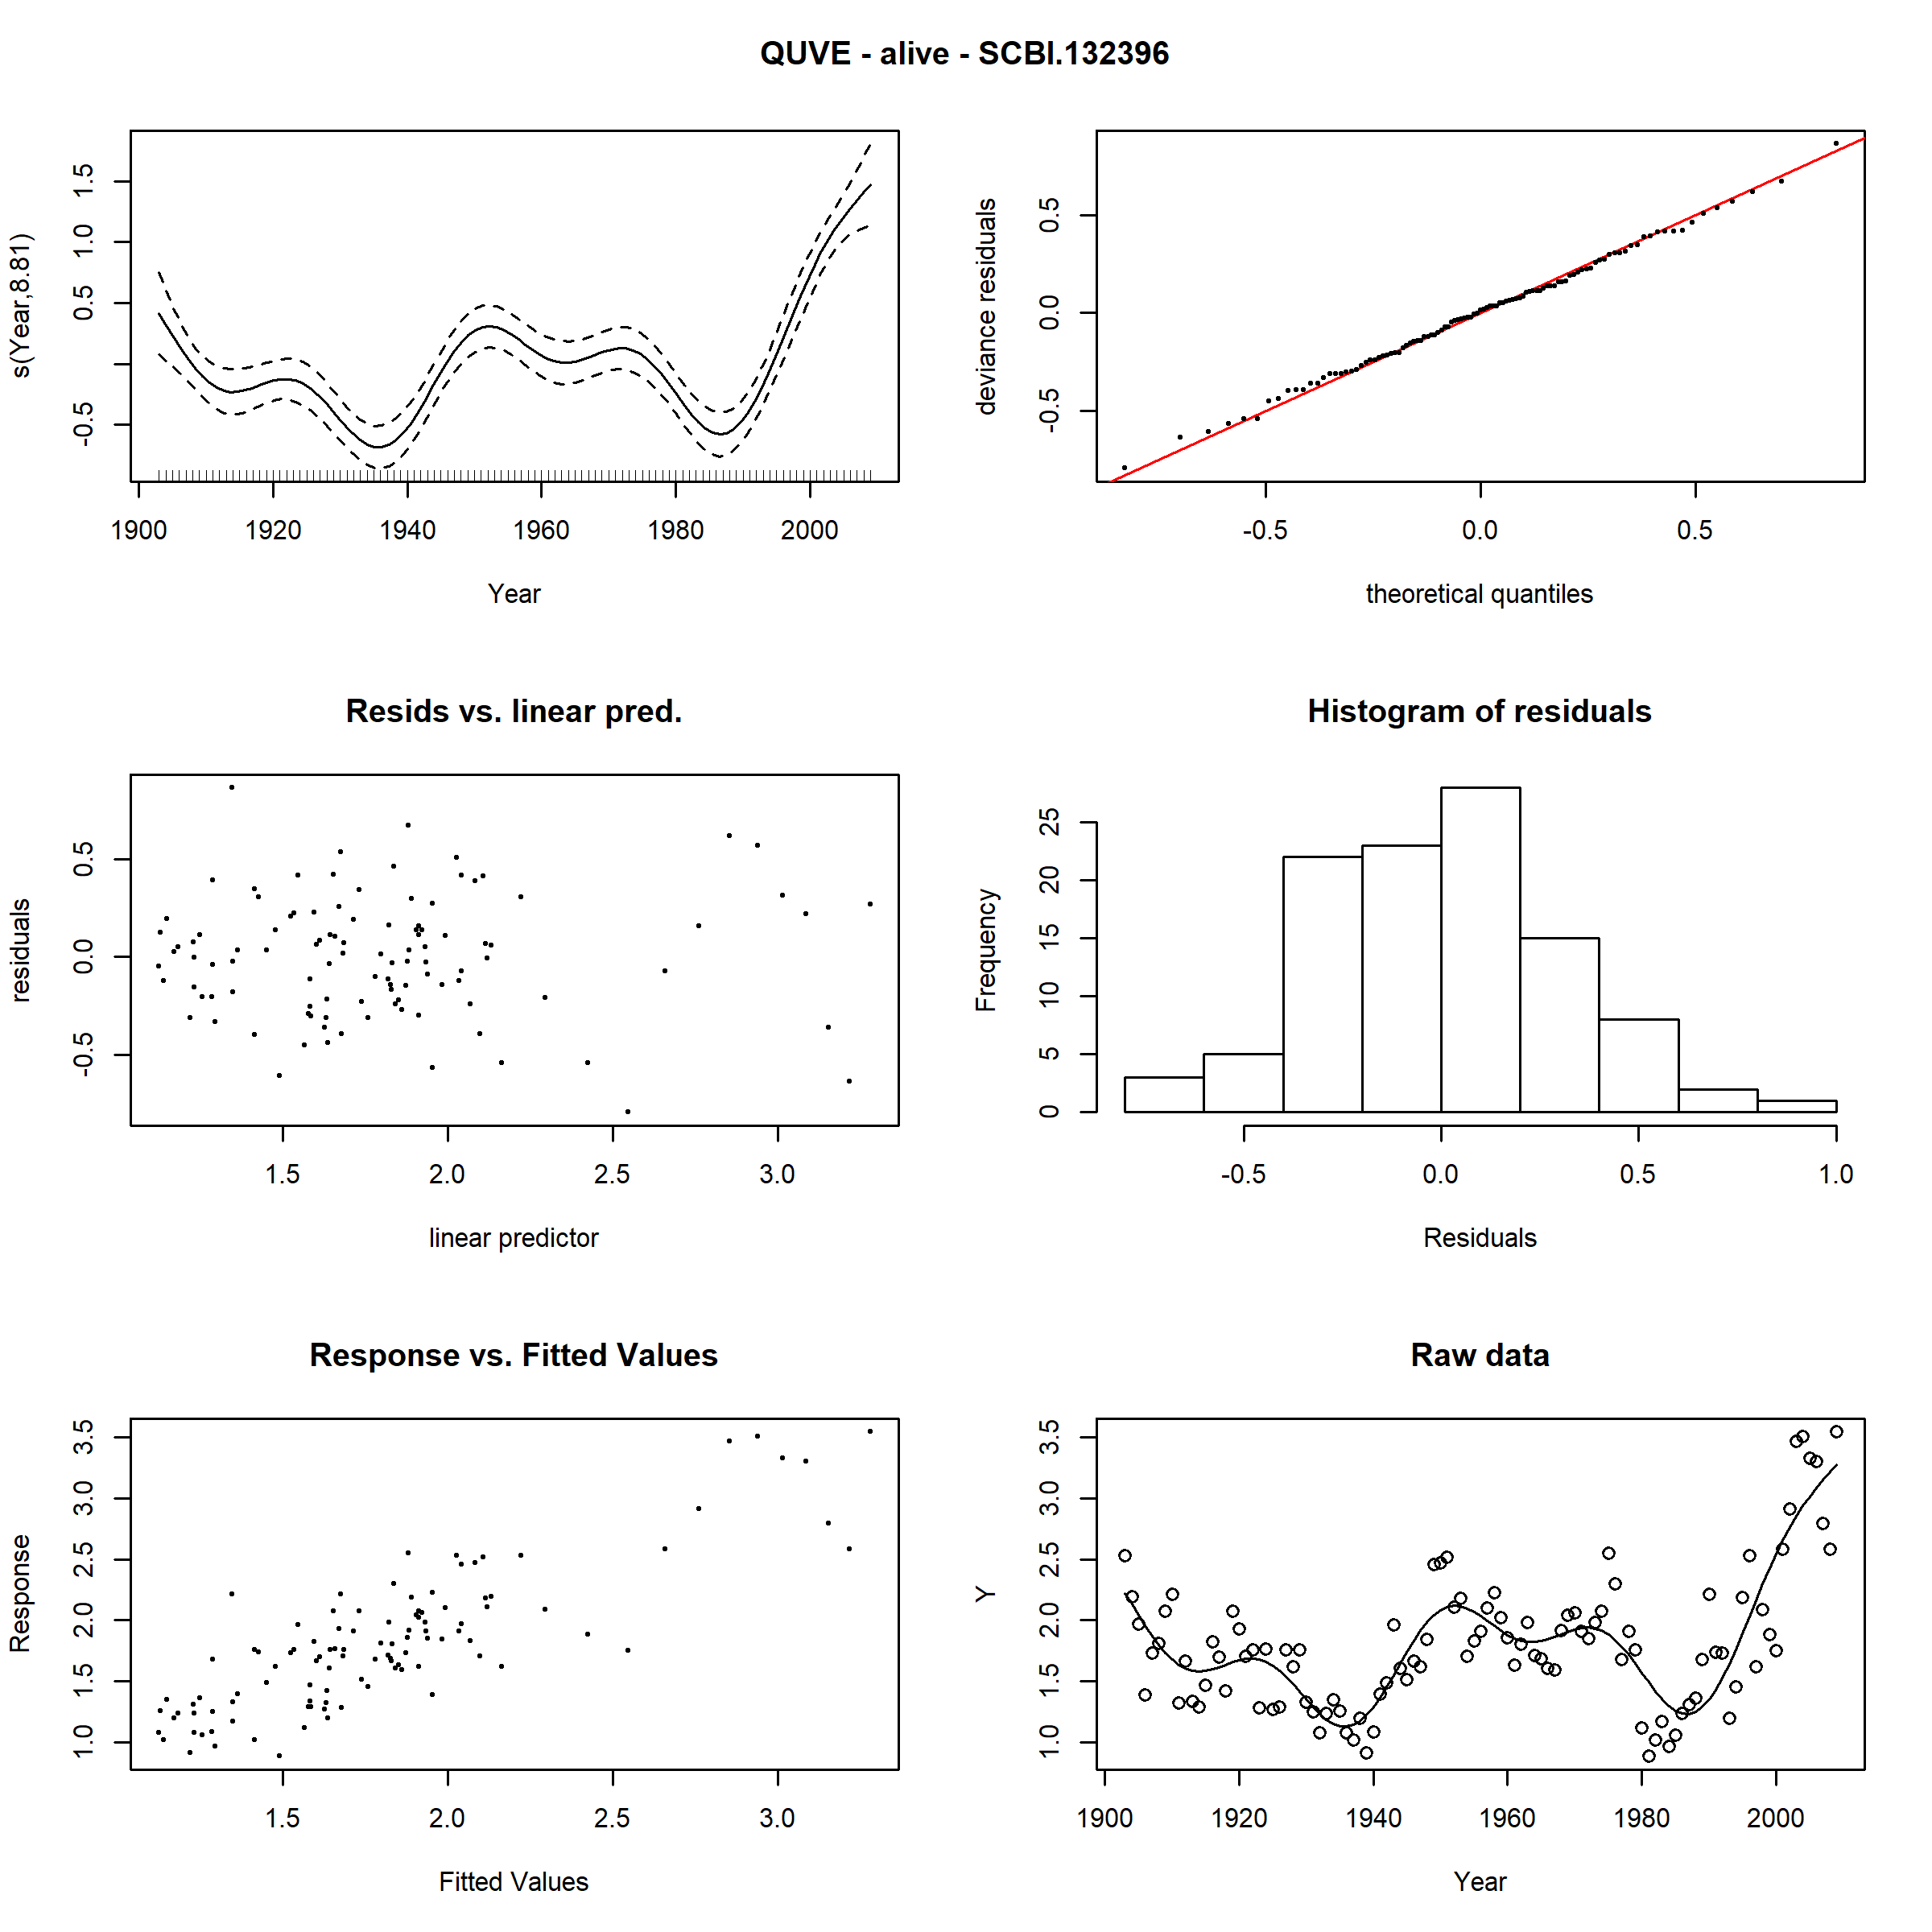 QUVE - alive - SCBI.132396
s(Year,8.81)
-0.5 0.5 1.0 1.5
1900 1920 1940 1960 1980 2000
Year
deviance residuals
-0.5 0.0 0.5
-0.5 0.0 0.5
theoretical quantiles
Resids vs. linear pred.
residuals
-0.5 0.0 0.5
1.5 2.0 2.5 3.0
linear predictor
Histogram of residuals
Frequency
0 5 10 15 20 25
-0.5 0.0 0.5 1.0
Residuals
Response vs. Fitted Values
Response
1.0 1.5 2.0 2.5 3.0 3.5
1.5 2.0 2.5 3.0
Fitted Values
Raw data
Y
1.0 1.5 2.0 2.5 3.0 3.5
1900 1920 1940 1960 1980 2000
Year